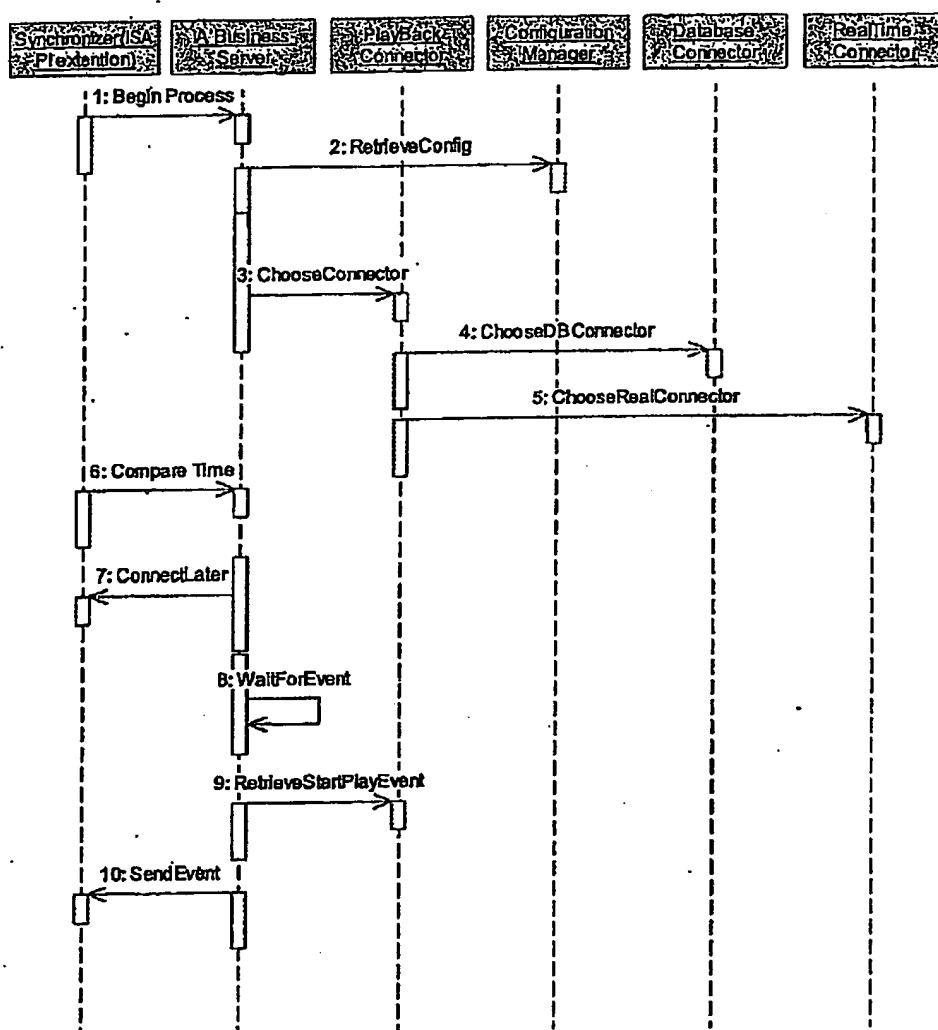 Synchronizer(ISA
PI extention)
IA Business
Server
PlayBack
Connector
Configuration
Manager
Database
Connector
RealTime
Connector
1: Begin Process
2: RetrieveConfig
3: ChooseConnector
4: ChooseDBConnector
5: ChooseRealConnector
6: Compare Time
7: ConnectLater
8: WaitForEvent
9: RetrieveStartPlayEvent
10: SendEvent